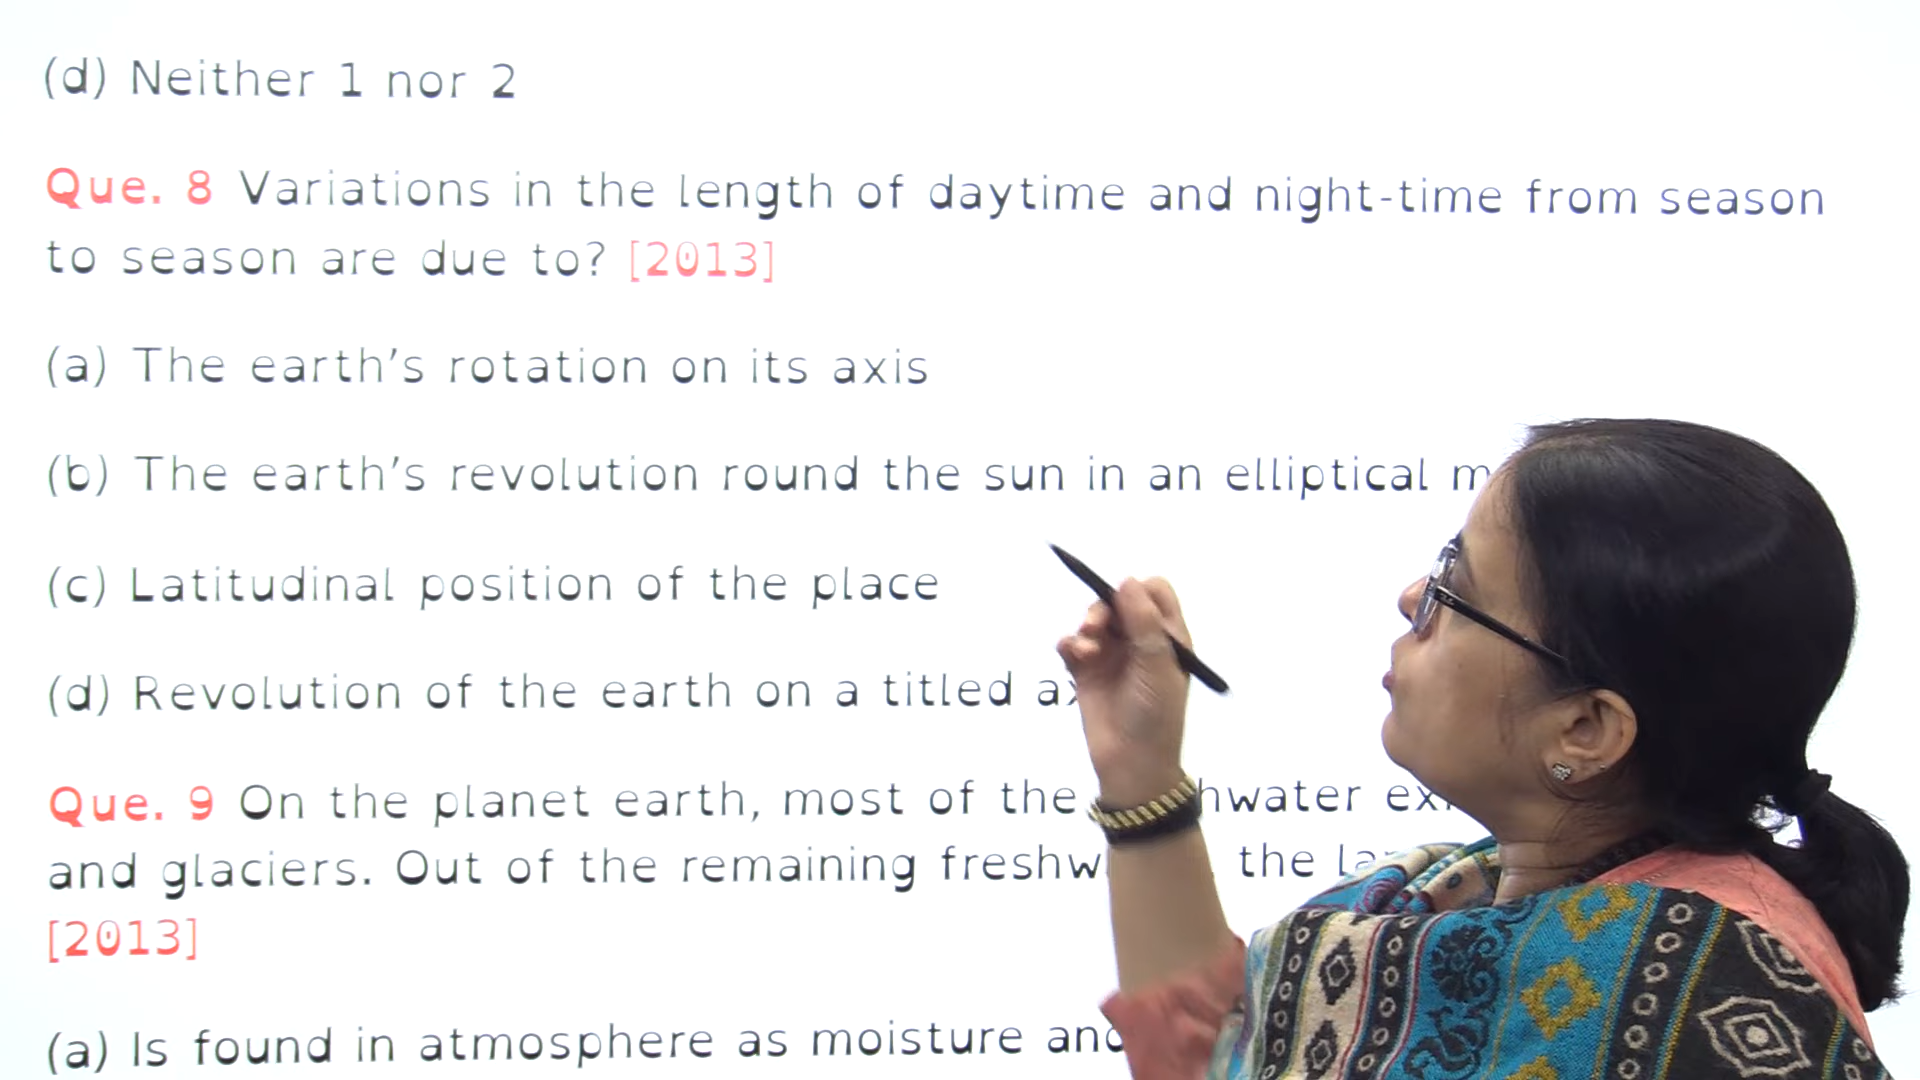 (d) Neither 1 nor 2
Que. 8 Variations in the length of daytime and night-time from season
to season are due to? [2013]
(a) The earth's rotation on its axis
(b) The earth's revolution round the sun in an elliptical
(c) Latitudinal position of the place
(d) Revolution of the earth on a titled
Que. 9 On the planet earth, most of the
and glaciers. Out of the remaining the
[2013]
(a) Is found in atmosphere as moisture